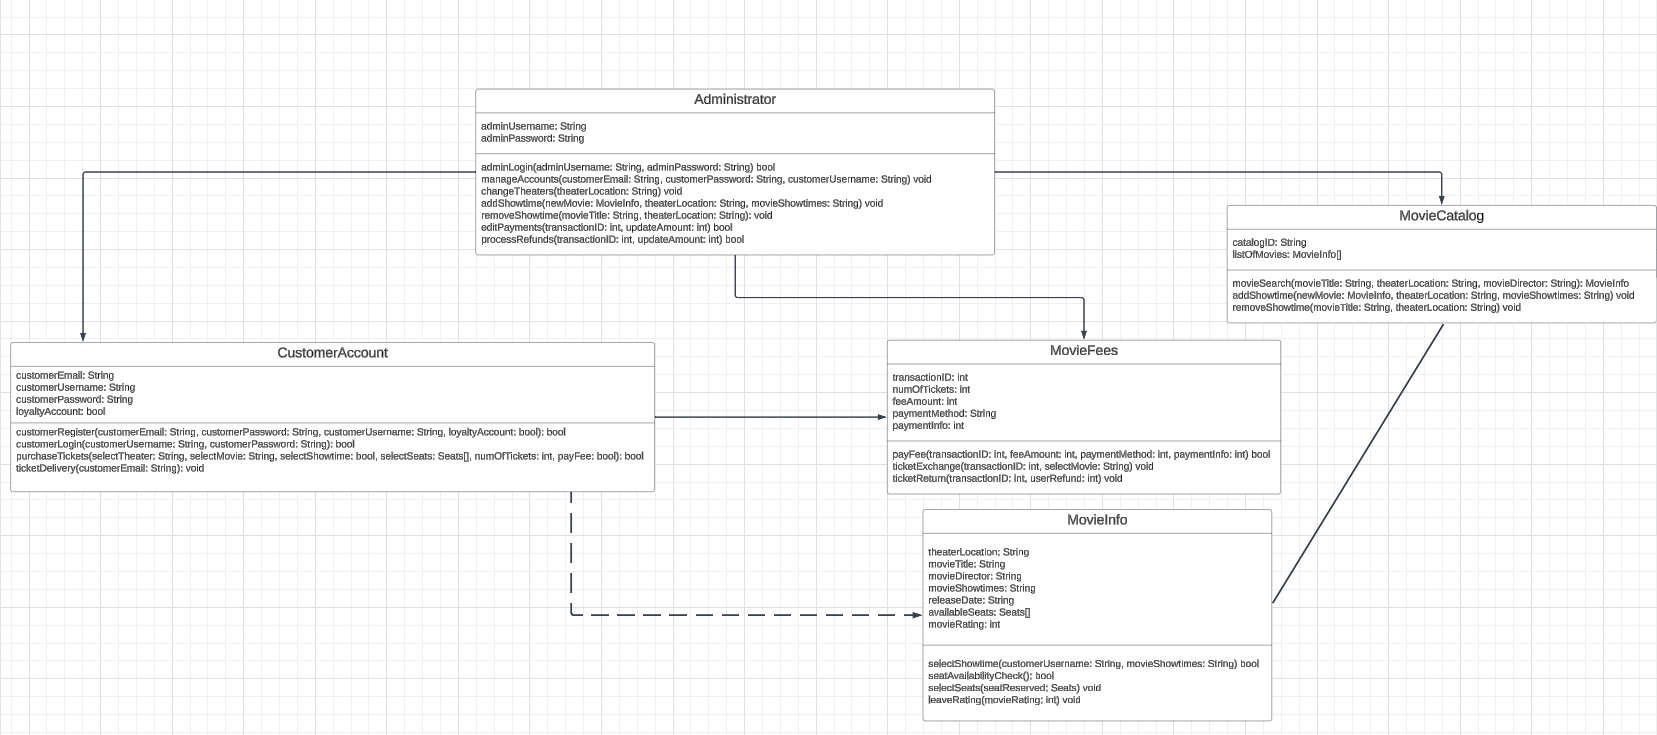 Administrator
adminUsername: String
adminPassword: String
adminLogin(adminUsername: String, adminPassword: String) bool
manageAccounts(customerEmail: String, customerPassword: String, customerUsername: String) void
changeTheaters(theaterLocation: String) void
addShowtime(newMovie: MovieInfo, theaterLocation: String, movieShowtimes: String) void
removeShowtime(movieTitle: String, theaterLocation: String): void
editPayments(transactionID: int, updateAmount: int) bool
processRefunds(transactionID: int, updateAmount: int) bool
MovieCatalog
catalogID: String
listOfMovies: MovieInfo[]
movieSearch(movieTitle: String, theaterLocation: String, movieDirector: String): MovieInfo
addShowtime(newMovie: MovieInfo, theaterLocation: String, movieShowtimes: String) void
removeShowtime(movieTitle: String, theaterLocation: String) void
CustomerAccount
customerEmail: String
customerUsername: String
customerPassword: String
loyaltyAccount: bool
customerRegister(customerEmail: String, customerPassword: String, customerUsername: String, loyaltyAccount: bool): bool
customerLogin(customerUsername: String, customerPassword: String): bool
purchaseTickets(selectTheater: String, selectMovie: String, selectShowtime: bool, selectSeats: Seats[], numOfTickets: int, payFee: bool): bool
ticketDelivery(customerEmail: String): void
MovieFees
transactionID: int
numOfTickets: int
feeAmount: int
paymentMethod: String
paymentInfo: int
payFee(transactionID: int, feeAmount: int, paymentMethod: int, paymentInfo: int) bool
ticketExchange(transactionID: int, selectMovie: String) void
ticketReturn(transactionID: int, userRefund: int) void
MovieInfo
theaterLocation: String
movieTitle: String
movieDirector: String
movieShowtimes: String
releaseDate: String
availableSeats: Seats[]
movieRating: int
selectShowtime(customerUsername: String, movieShowtimes: String) bool
seatAvailabilityCheck(): bool
selectSeats(seatReserved: Seats) void
leaveRating(movieRating: int) void